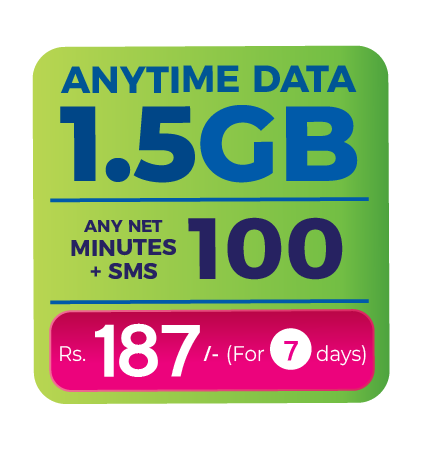 ANYTIME DATA
1.5GB
ANY NET
MINUTES
+ SMS
100
Rs. 187/- (For 7 days)